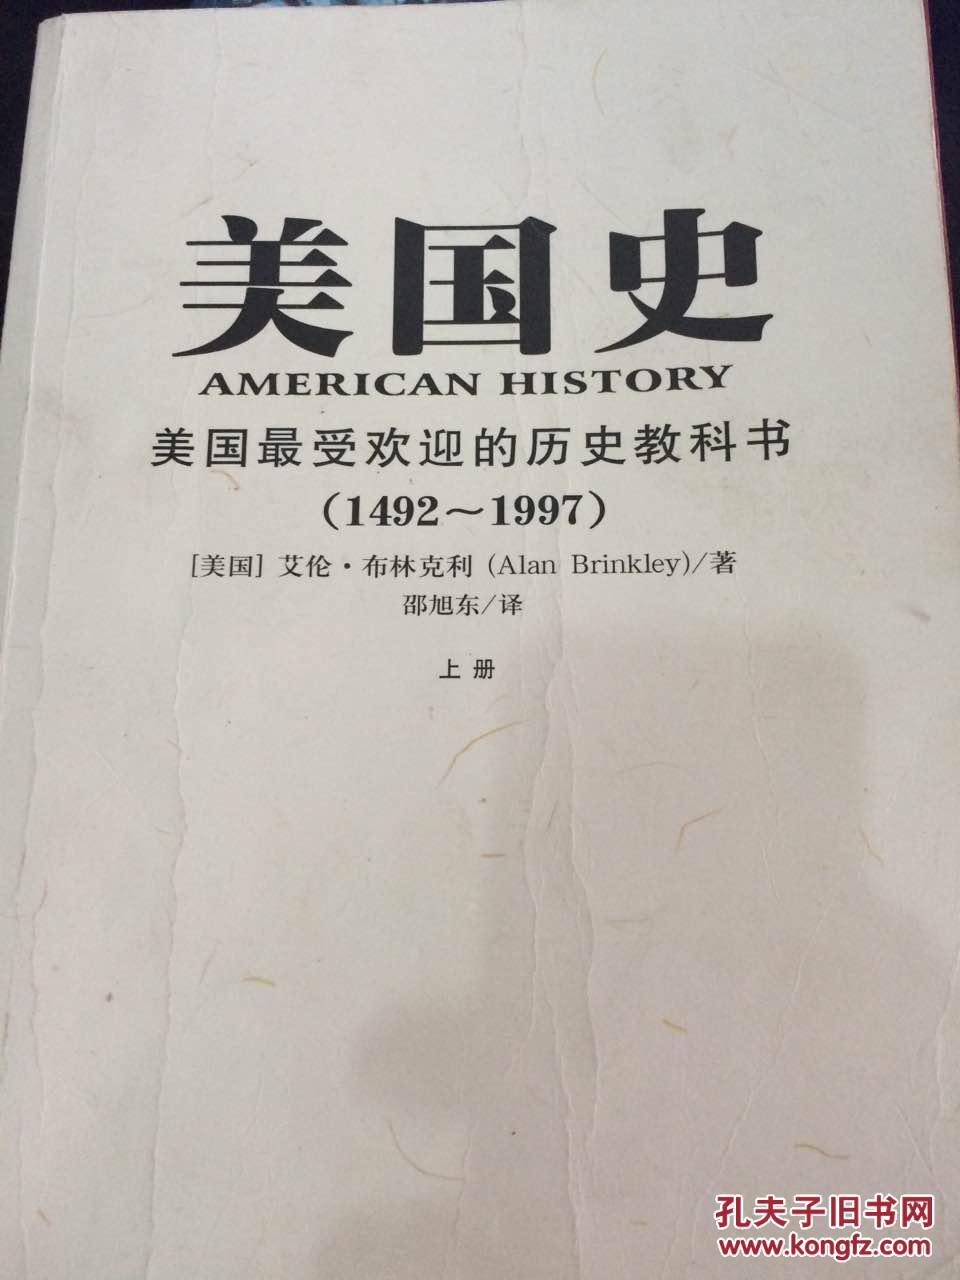 美国史
AMERICAN HISTORY
美国最受欢迎的历史教科书
(1492～1997)
[美国] 艾伦·布林克利 (Alan Brinkley)/著
邵旭东/译
上册
孔夫子旧书网
www.kongfz.com